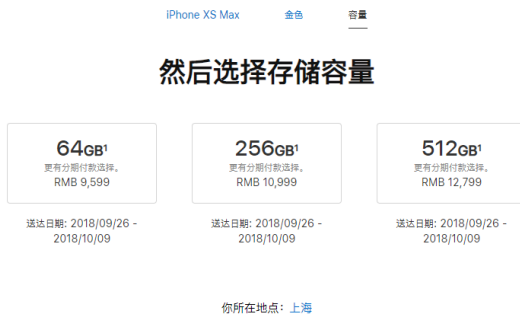 iPhone XS Max 金色 容量
然后选择存储容量
64GB¹ 256GB¹ 512GB¹
更有分期付款选择。 更有分期付款选择。 更有分期付款选择。
RMB 9,599 RMB 10,999 RMB 12,799
送达日期: 2018/09/26 - 送达日期: 2018/09/26 - 送达日期: 2018/09/26 -
2018/10/09 2018/10/09 2018/10/09
你所在地点：上海